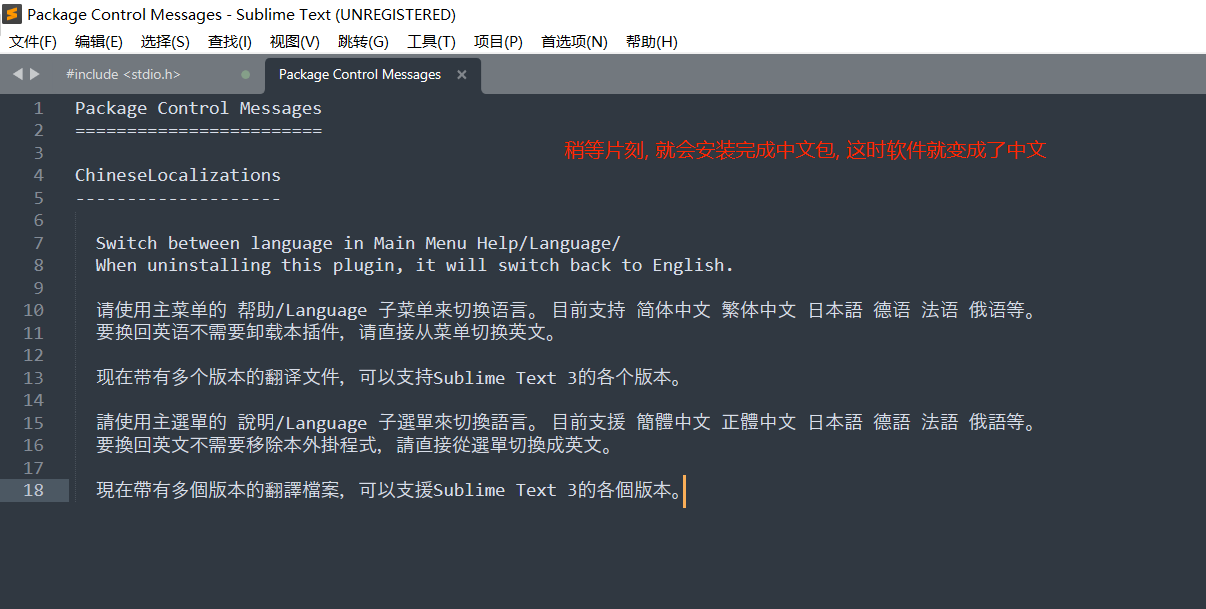 Package Control Messages - Sublime Text (UNREGISTERED)
文件(F) 编辑(E) 选择(S) 查找(I) 视图(V) 跳转(G) 工具(T) 项目(P) 首选项(N) 帮助(H)
#include <stdio.h> Package Control Messages
1 Package Control Messages
2 ========================
3
稍等片刻, 就会安装完成中文包, 这时软件就变成了中文
4 ChineseLocalizations
5 --------------------
6
7 Switch between language in Main Menu Help/Language/
8 When uninstalling this plugin, it will switch back to English.
9
10 请使用主菜单的 帮助/Language 子菜单来切换语言。 目前支持 简体中文 繁体中文 日本語 德语 法语 俄语等。
11 要换回英语不需要卸载本插件，请直接从菜单切换英文。
12
13 现在带有多个版本的翻译文件，可以支持Sublime Text 3的各个版本。
14
15 請使用主選單的 說明/Language 子選單來切換語言。 目前支援 簡體中文 正體中文 日本語 德語 法語 俄語等。
16 要換回英文不需要移除本外掛程式，請直接從選單切換成英文。
17
18 現在帶有多個版本的翻譯檔案，可以支援Sublime Text 3的各個版本。